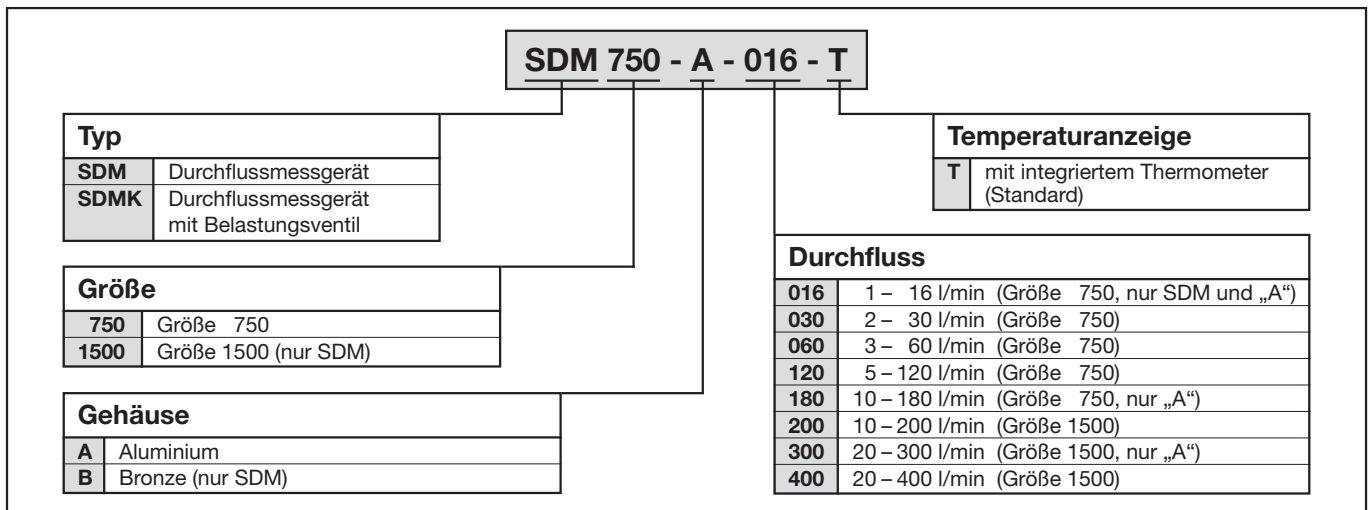 SDM 750 - A - 016 - T
Typ
SDM Durchflussmessgerät
SDMK Durchflussmessgerät
mit Belastungsventil
Größe
750 Größe 750
1500 Größe 1500 (nur SDM)
Gehäuse
A Aluminium
B Bronze (nur SDM)
Temperaturanzeige
T mit integriertem Thermometer
(Standard)
Durchfluss
016 1 – 16 l/min (Größe 750, nur SDM und „A“)
030 2 – 30 l/min (Größe 750)
060 3 – 60 l/min (Größe 750)
120 5 – 120 l/min (Größe 750)
180 10 – 180 l/min (Größe 750, nur „A“)
200 10 – 200 l/min (Größe 1500)
300 20 – 300 l/min (Größe 1500, nur „A“)
400 20 – 400 l/min (Größe 1500)